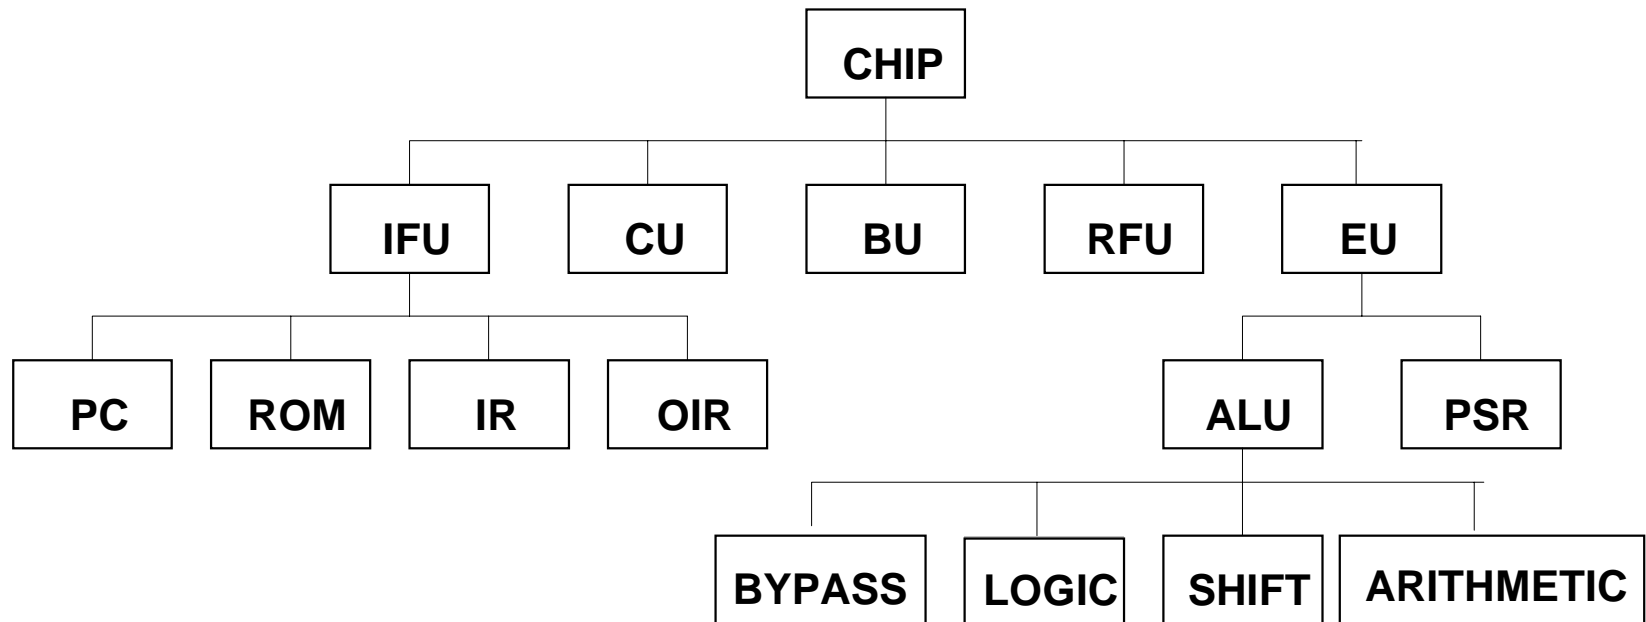 CHIP
IFU CU BU RFU EU
PC ROM IR OIR ALU PSR
BYPASS LOGIC SHIFT ARITHMETIC